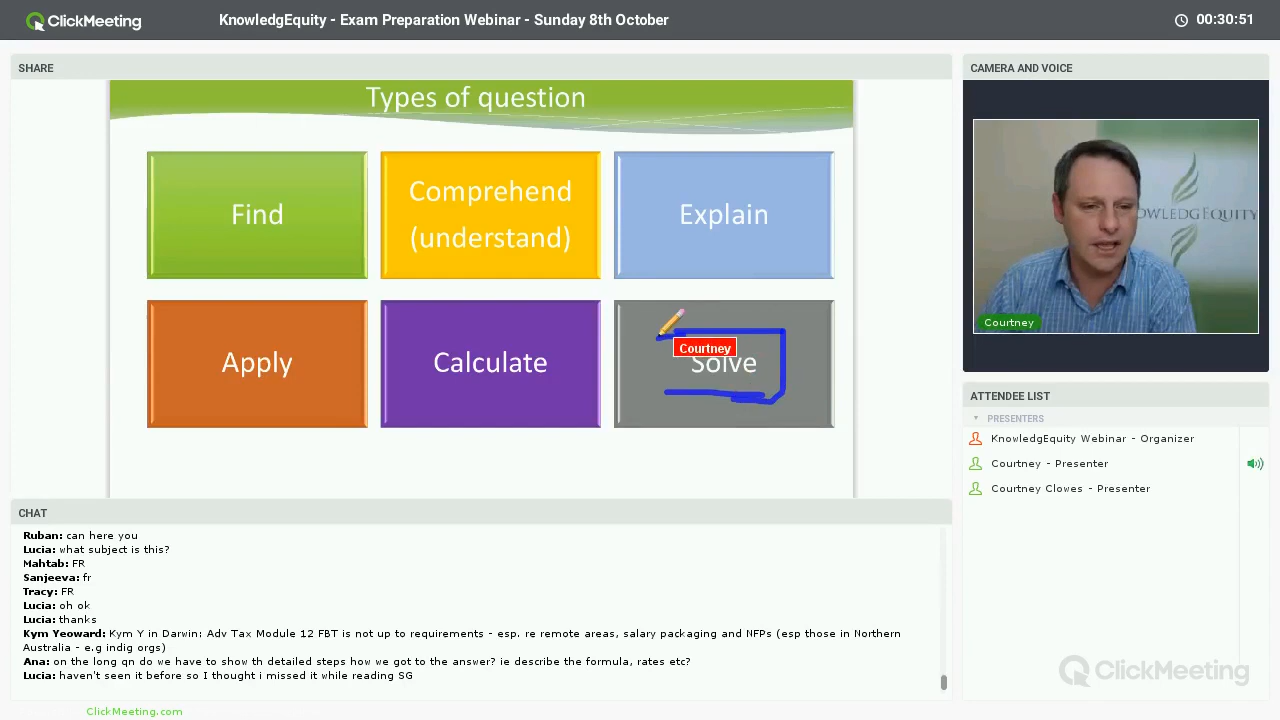 ClickMeeting
KnowledgEquity - Exam Preparation Webinar - Sunday 8th October
00:30:51
SHARE
Types of question
Find
Comprehend
(understand)
Explain
Apply
Calculate
Courtney
Solve
CAMERA AND VOICE
OWLEDGEQUITY
Courtney
ATTENDEE LIST
PRESENTERS
KnowledgEquity Webinar - Organizer
Courtney - Presenter
Courtney Clowes - Presenter
CHAT
Ruban: can here you
Lucia: what subject is this?
Mahtab: FR
Sanjeeva: fr
Tracy: FR
Lucia: oh ok
Lucia: thanks
Kym Yeoward: Kym Y in Darwin: Adv Tax Module 12 FBT is not up to requirements - esp. re remote areas, salary packaging and NFPs (esp those in Northern
Australia - e.g indig orgs)
Ana: on the long qn do we have to show th detailed steps how we got to the answer? ie describe the formula, rates etc?
Lucia: haven't seen it before so I thought i missed it while reading SG
ClickMeeting
ClickMeeting.com